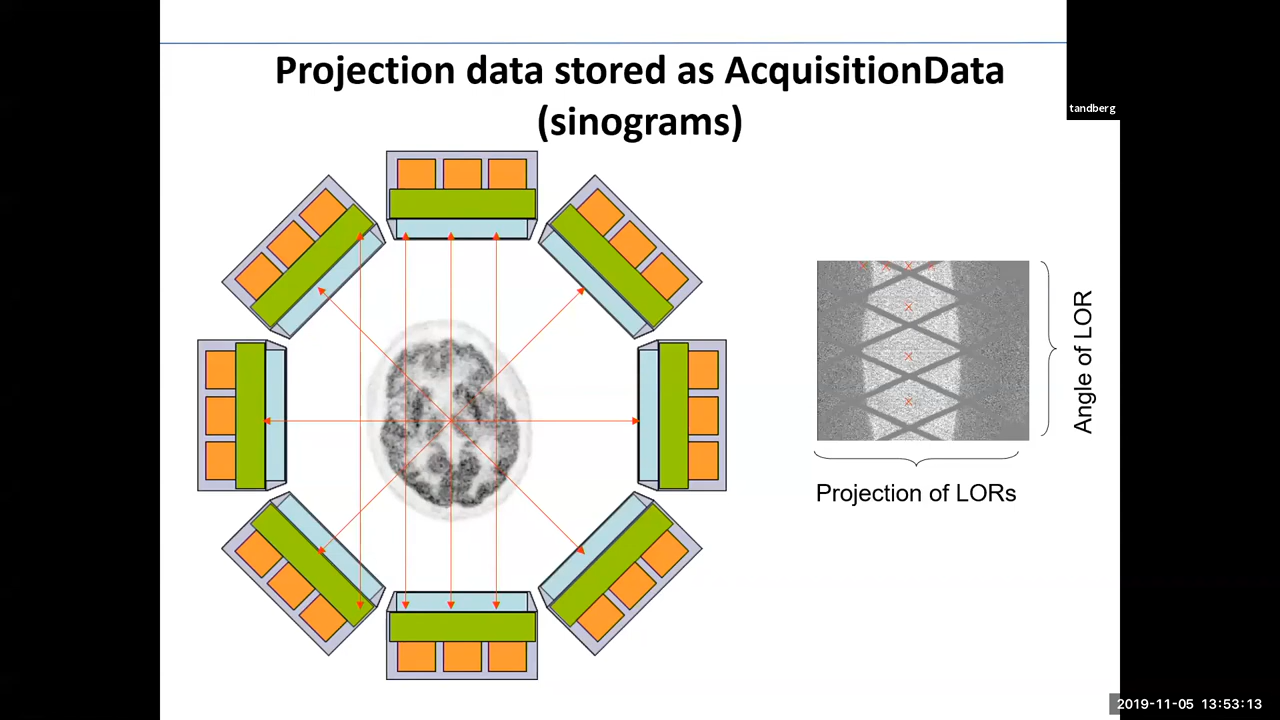 Projection data stored as AcquisitionData
(sinograms)
tandberg
Angle of LOR
Projection of LORs
2019-11-05 13:53:13